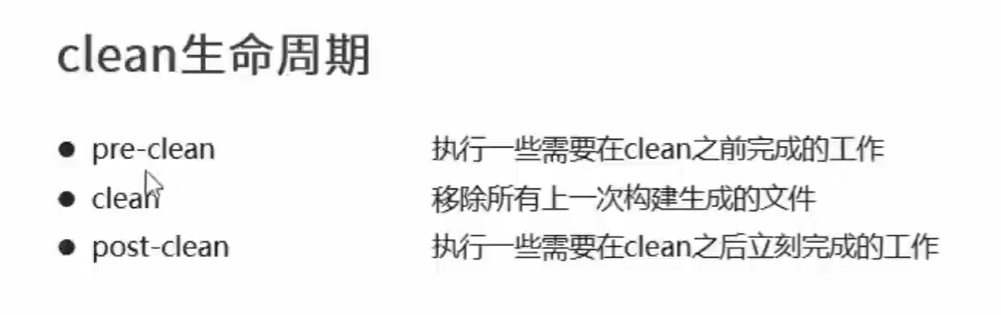 clean生命周期
● pre-clean 执行一些需要在clean之前完成的工作
● clean 移除所有上一次构建生成的文件
● post-clean 执行一些需要在clean之后立刻完成的工作